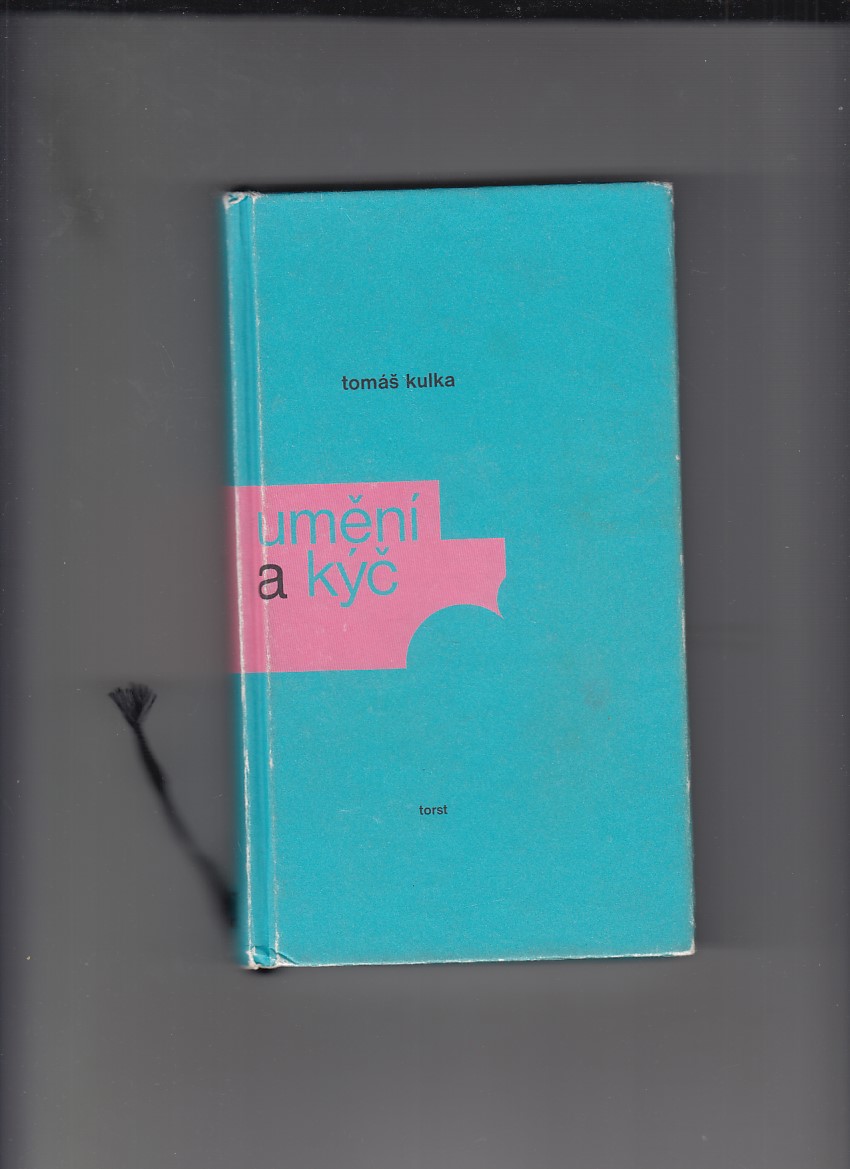 tomáš kulka
umění
a kýč
torst